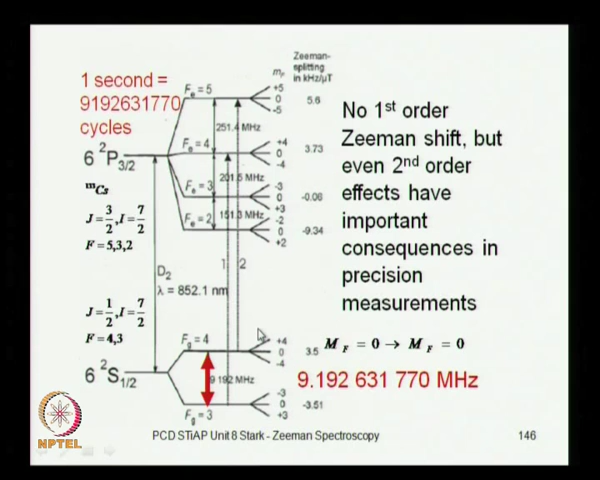 Zeeman-
splitting
in kHz/μT
m_F
1 second =
9192631770
cycles
F_e = 5
+5
0
-5
5.6
251.4 MHz
No 1st order
Zeeman shift, but
even 2nd order
effects have
important
consequences in
precision
measurements
6 2P3/2
F_e = 4
+4
0
-4
3.73
201.5 MHz
mCs
F_e = 3
-3
0
+3
-0.06
J = 3/2, I = 7/2
151.3 MHz
F = 5,3,2
F_e = 2
-2
0
+2
-9.34
D2
λ = 852.1 nm
1
2
J = 1/2, I = 7/2
F = 4,3
F_g = 4
+4
0
-4
3.5
M_F = 0 → M_F = 0
6 2S1/2
9 192 MHz
9.192 631 770 MHz
F_g = 3
-3
0
+3
-3.51
NPTEL
PCD STiAP Unit 8 Stark - Zeeman Spectroscopy
146